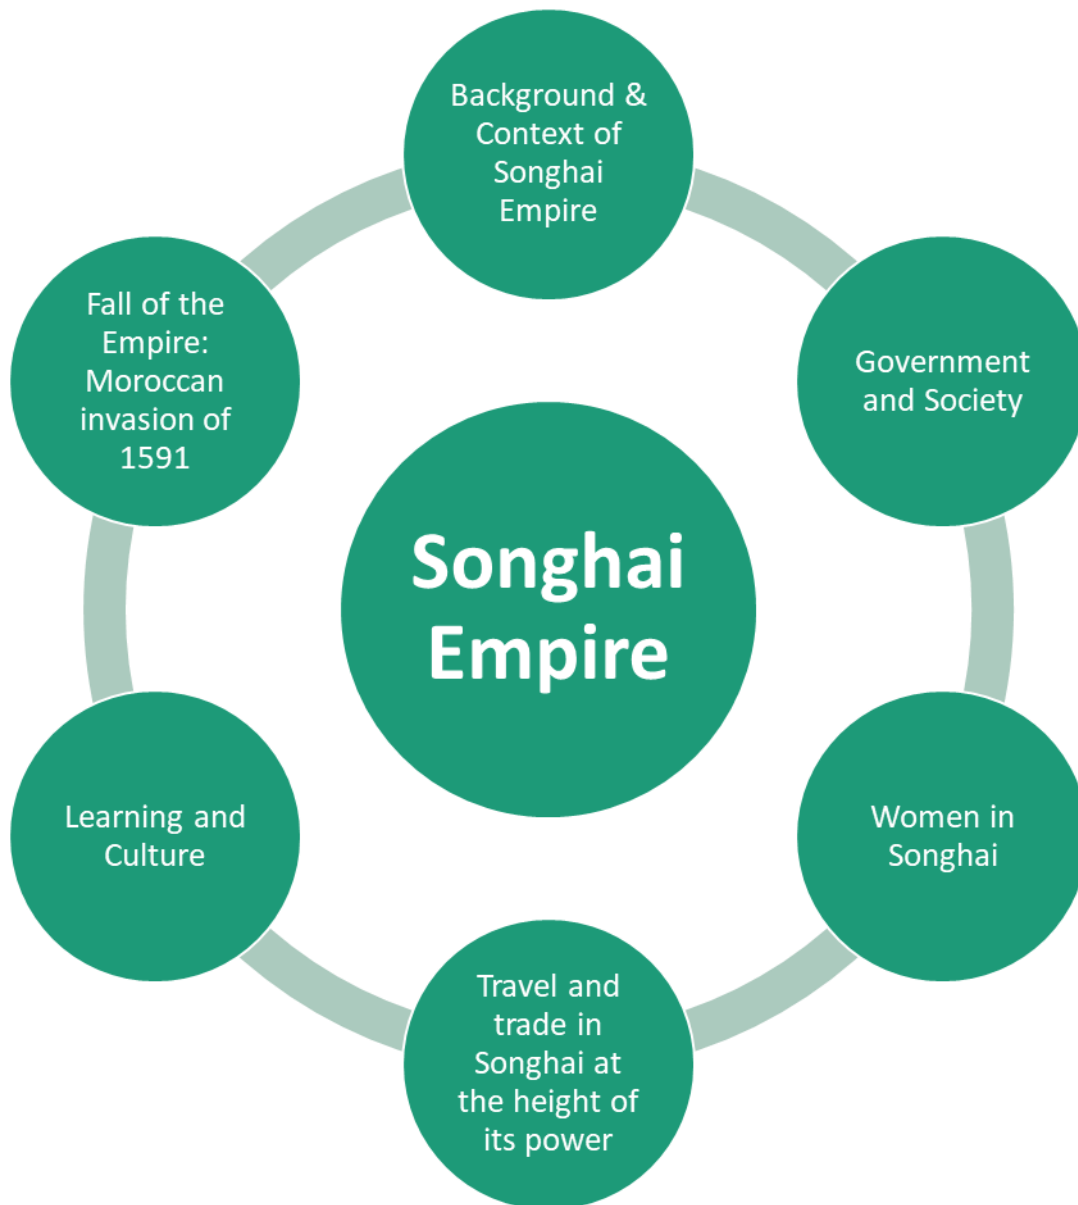 Background &
Context of
Songhai
Empire
Government
and Society
Women in
Songhai
Travel and
trade in
Songhai at
the height of
its power
Learning and
Culture
Fall of the
Empire:
Moroccan
invasion of
1591
Songhai
Empire